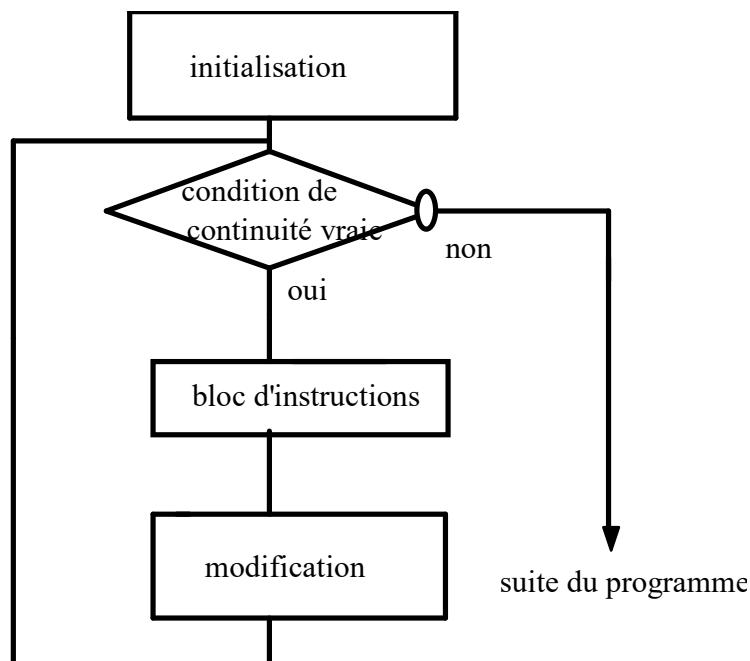 initialisation
condition de
continuité vraie
non
oui
bloc d'instructions
modification
suite du programme